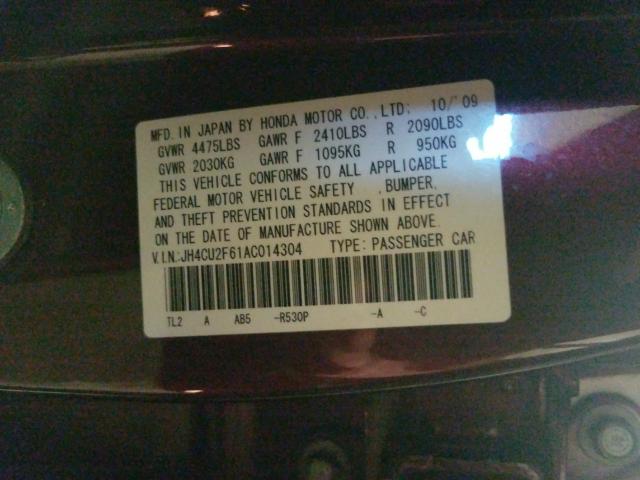 MFD. IN JAPAN BY HONDA MOTOR CO., LTD; 10/'09
GVWR 4475LBS GAWR F 2410LBS R 2090LBS
GVWR 2030KG GAWR F 1095KG R 950KG
THIS VEHICLE CONFORMS TO ALL APPLICABLE
FEDERAL MOTOR VEHICLE SAFETY , BUMPER,
AND THEFT PREVENTION STANDARDS IN EFFECT
ON THE DATE OF MANUFACTURE SHOWN ABOVE.
V.I.N.:JH4CU2F61AC014304 TYPE: PASSENGER CAR
TL2 A AB5 -R530P -A -C